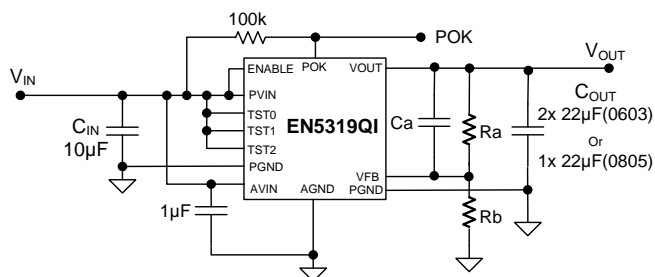 100k
POK
VIN
VOUT
ENABLE
POK
VOUT
PVIN
TST0
TST1
TST2
EN5319QI
PGND
AVIN
AGND
VFB
PGND
CIN
10µF
1µF
Ca
Ra
Rb
COUT
2x 22µF(0603)
Or
1x 22µF(0805)